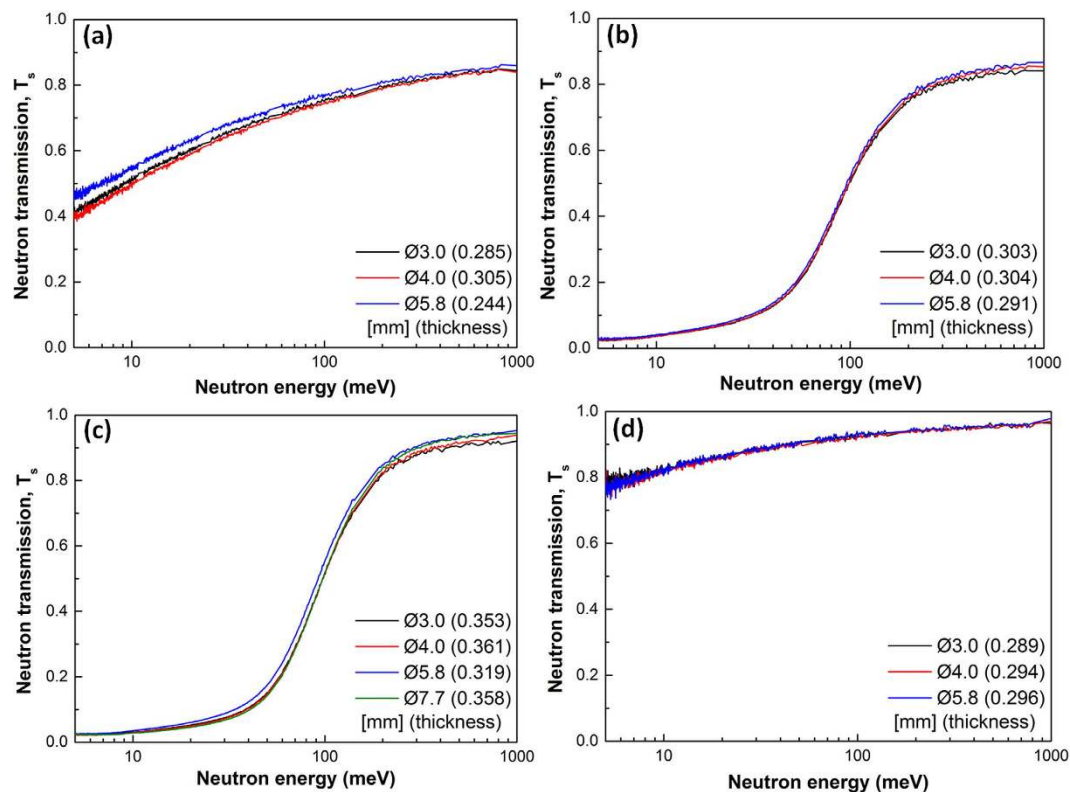 (a)
Neutron transmission, Tₛ
1.0
0.8
0.6
0.4
0.2
0.0
Ø3.0 (0.285)
Ø4.0 (0.305)
Ø5.8 (0.244)
[mm] (thickness)
10
100
1000
Neutron energy (meV)
(b)
Neutron transmission, Tₛ
1.0
0.8
0.6
0.4
0.2
0.0
Ø3.0 (0.303)
Ø4.0 (0.304)
Ø5.8 (0.291)
[mm] (thickness)
10
100
1000
Neutron energy (meV)
(c)
Neutron transmission, Tₛ
1.0
0.8
0.6
0.4
0.2
0.0
Ø3.0 (0.353)
Ø4.0 (0.361)
Ø5.8 (0.319)
Ø7.7 (0.358)
[mm] (thickness)
10
100
1000
Neutron energy (meV)
(d)
Neutron transmission, Tₛ
1.0
0.8
0.6
0.4
0.2
0.0
Ø3.0 (0.289)
Ø4.0 (0.294)
Ø5.8 (0.296)
[mm] (thickness)
10
100
1000
Neutron energy (meV)